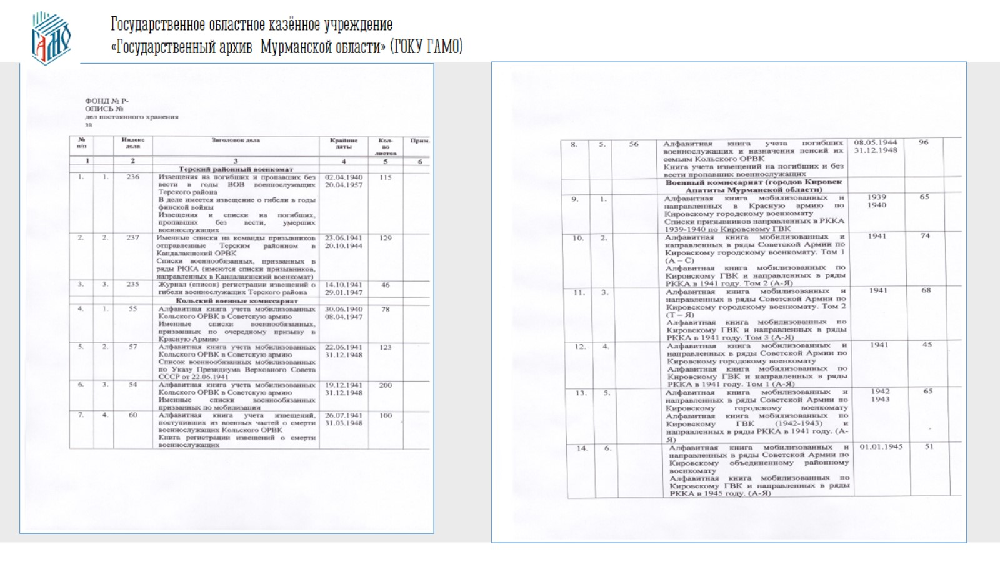 ГАМО
Государственное областное казённое учреждение
«Государственный архив Мурманской области» (ГОКУ ГАМО)
ФОНД № Р-
ОПИСЬ №
дел постоянного хранения
за
№ п/п Индекс дела Заголовок дела Крайние даты Кол-во листов Прим.
1 2 3 4 5 6
Терский районный военкомат
1. 1. 236 Извещения на погибших и пропавших без 02.04.1940 115
вести в годы ВОВ военнослужащих 20.04.1957
Терского района
В деле имеется извещение о гибели в годы
финской войны
Извещения и списки на погибших,
пропавших без вести, умерших
военнослужащих
2. 2. 237 Именные списки на команды призывников 23.06.1941 129
отправленные Терским районном в 20.10.1944
Кандалакшский ОРВК
Списки военнообязанных, призванных в
ряды РККА (имеются списки призывников,
направленных в Кандалакшский военкомат)
3. 3. 235 Журнал (список) регистрации извещений о 14.10.1941 46
гибели военнослужащих Терского района 29.01.1947
Кольский военные комиссариат
4. 1. 55 Алфавитная книга учета мобилизованных 30.06.1940 78
Кольского ОРВК в Советскую армию 08.04.1947
Именные списки военнообязанных,
призванных по очередному призыву в
Красную Армию
5. 2. 57 Алфавитная книга учета мобилизованных 22.06.1941 123
Кольского ОРВК в Советскую армию 31.12.1948
Список военнообязанных мобилизованных
по Указу Президиума Верховного Совета
СССР от 22.06.1941
6. 3. 54 Алфавитная книга учета мобилизованных 19.12.1941 200
Кольского ОРВК в Советскую армию 31.12.1948
Именные списки военнообязанных
призванных по мобилизации
7. 4. 60 Алфавитная книга учета извещений, 26.07.1941 100
поступивших из военных частей о смерти 31.03.1948
военнослужащих Кольского ОРВК
Книга регистрации извещений о смерти
военнослужащих
8. 5. 56 Алфавитная книга учета погибших 08.05.1944 96
военнослужащих и назначения пенсий их 31.12.1948
семьям Кольского ОРВК
Книга учета извещений на погибших и без
вести пропавших военнослужащих
Военный комиссариат (городов Кировск
Апатиты Мурманской области)
9. 1. Алфавитная книга мобилизованных и 1939 65
направленных в Красную армию по 1940
Кировскому городскому военкомату
Списки призывников направленных в РККА
1939-1940 по Кировскому ГВК
10. 2. Алфавитная книга мобилизованных и 1941 74
направленных в ряды Советской Армии по
Кировскому городскому военкомату. Том 1
(А – С)
Алфавитная книга мобилизованных по
Кировскому ГВК и направленных в ряды
РККА в 1941 году. Том 2 (А-Я)
11. 3. Алфавитная книга мобилизованных и 1941 68
направленных в ряды Советской Армии по
Кировскому городскому военкомату. Том 2
(Т – Я)
Алфавитная книга мобилизованных по
Кировскому ГВК и направленных в ряды
РККА в 1941 году. Том 3 (А-Я)
12. 4. Алфавитная книга мобилизованных и 1941 45
направленных в ряды Советской Армии по
Кировскому городскому военкомату
Алфавитная книга мобилизованных по
Кировскому ГВК и направленных в ряды
РККА в 1941 году. Том 1 (А-Я)
13. 5. Алфавитная книга мобилизованных и 1942 65
направленных в ряды Советской Армии по 1943
Кировскому городскому военкомату
Алфавитная книга мобилизованных по
Кировскому ГВК (1942-1943) и
направленных в ряды РККА в 1941 году. (А-
Я)
14. 6. Алфавитная книга мобилизованных и 01.01.1945 51
направленных в ряды Советской Армии по
Кировскому объединенному районному
военкомату
Алфавитная книга мобилизованных по
Кировскому ГВК и направленных в ряды
РККА в 1945 году. (А-Я)